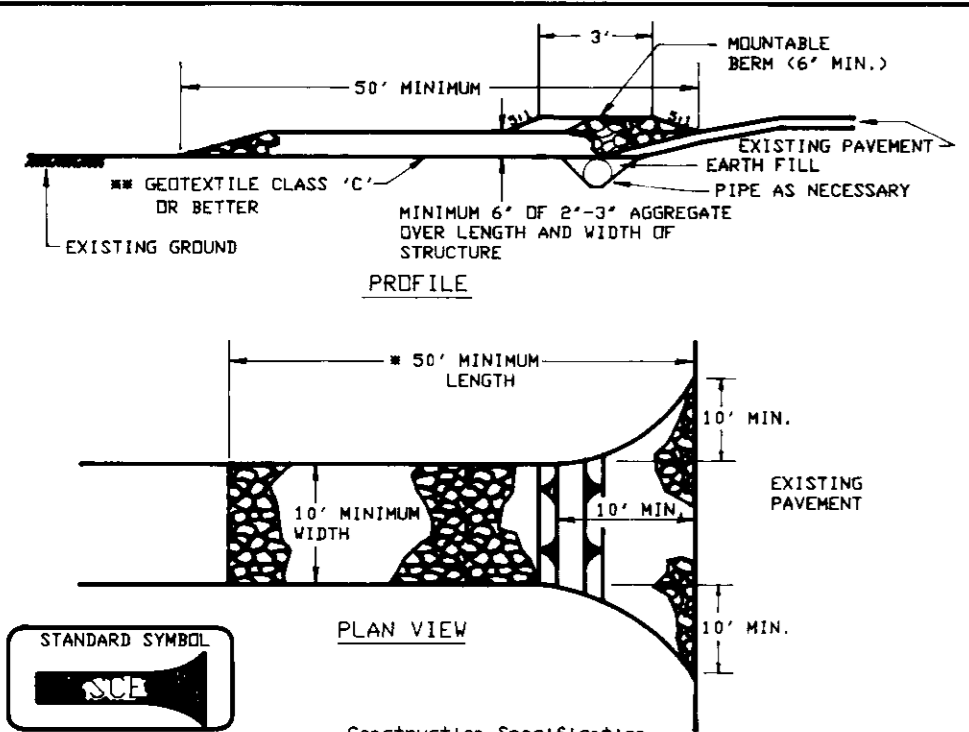 3'
MOUNTABLE
BERM (6" MIN.)
50' MINIMUM
5:1
5:1
EXISTING PAVEMENT
EARTH FILL
** GEOTEXTILE CLASS 'C'
OR BETTER
PIPE AS NECESSARY
MINIMUM 6" OF 2"-3" AGGREGATE
OVER LENGTH AND WIDTH OF
STRUCTURE
EXISTING GROUND
PROFILE
* 50' MINIMUM
LENGTH
10' MIN.
EXISTING
PAVEMENT
10' MINIMUM
WIDTH
10' MIN.
PLAN VIEW
10' MIN.
STANDARD SYMBOL
SCE
Construction Specification